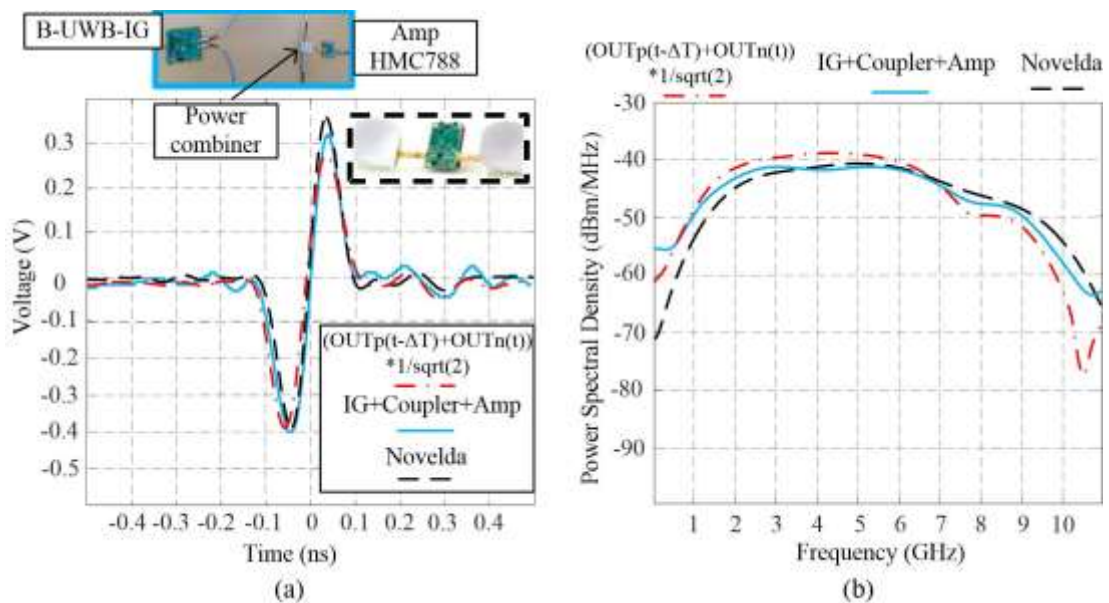 B-UWB-IG
Amp
HMC788
Power
combiner
0.3
0.3
0.1
0
-0.1
-0.2
-0.3
-0.4
-0.5
Voltage (V)
(OUTp(t-ΔT)+OUTn(t))
*1/sqrt(2)
IG+Coupler+Amp
Novelda
-0.4 -0.3 -0.2 -0.1 0 0.1 0.2 0.3 0.4
Time (ns)
(a)
(OUTp(t-ΔT)+OUTn(t))
*1/sqrt(2)
IG+Coupler+Amp
Novelda
-30
-40
-50
-60
-70
-80
-90
Power Spectral Density (dBm/MHz)
1 2 3 4 5 6 7 8 9 10
Frequency (GHz)
(b)